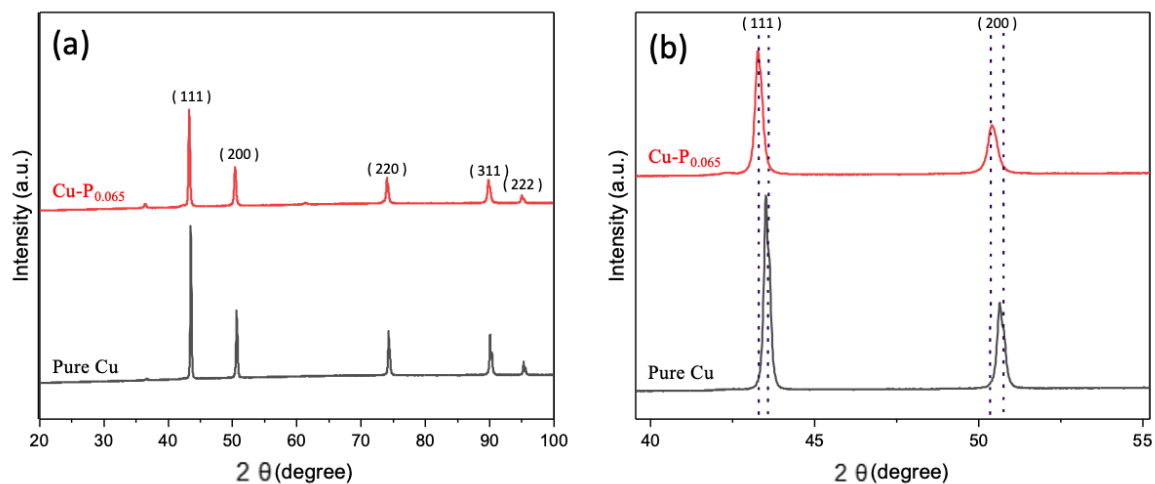 (a)
( 111 )
( 200 )
( 220 )
( 311 )
( 222 )
Cu-P0.065
Pure Cu
Intensity (a.u.)
20 30 40 50 60 70 80 90 100
2 θ (degree)
(b)
( 111 )
( 200 )
Cu-P0.065
Pure Cu
Intensity (a.u.)
40 45 50 55
2 θ (degree)